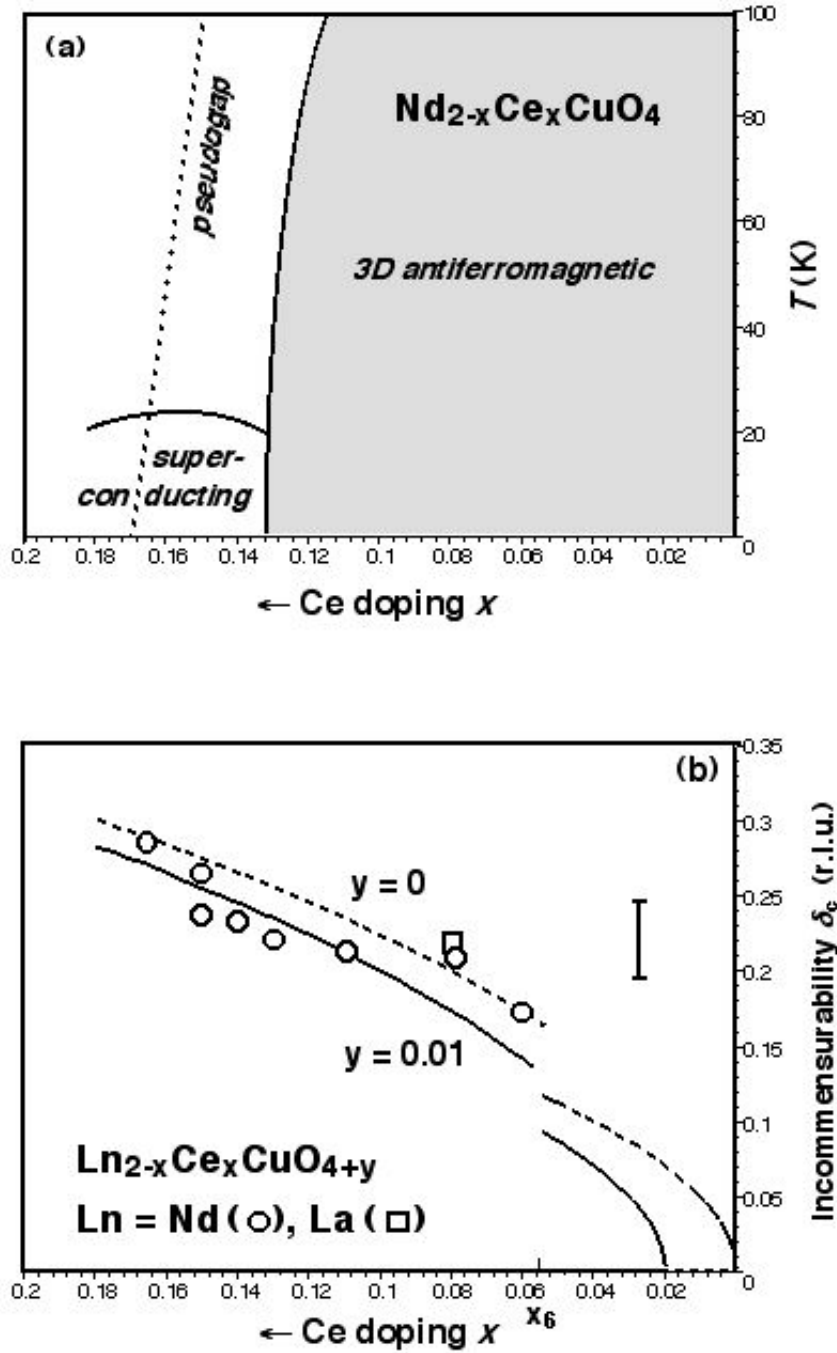 (a)
Nd₂₋ₓCeₓCuO₄
pseudogap
3D antiferromagnetic
super-
conducting
100
80
60
40
20
0
T (K)
0.2 0.18 0.16 0.14 0.12 0.1 0.08 0.06 0.04 0.02
← Ce doping x
(b)
y = 0
y = 0.01
Ln₂₋ₓCeₓCuO₄₊y
Ln = Nd (○), La (□)
0.35
0.3
0.25
0.2
0.15
0.1
0.05
0
Incommensurability δ꜀ (r.l.u.)
0.2 0.18 0.16 0.14 0.12 0.1 0.08 0.06 0.04 0.02
← Ce doping x x₆